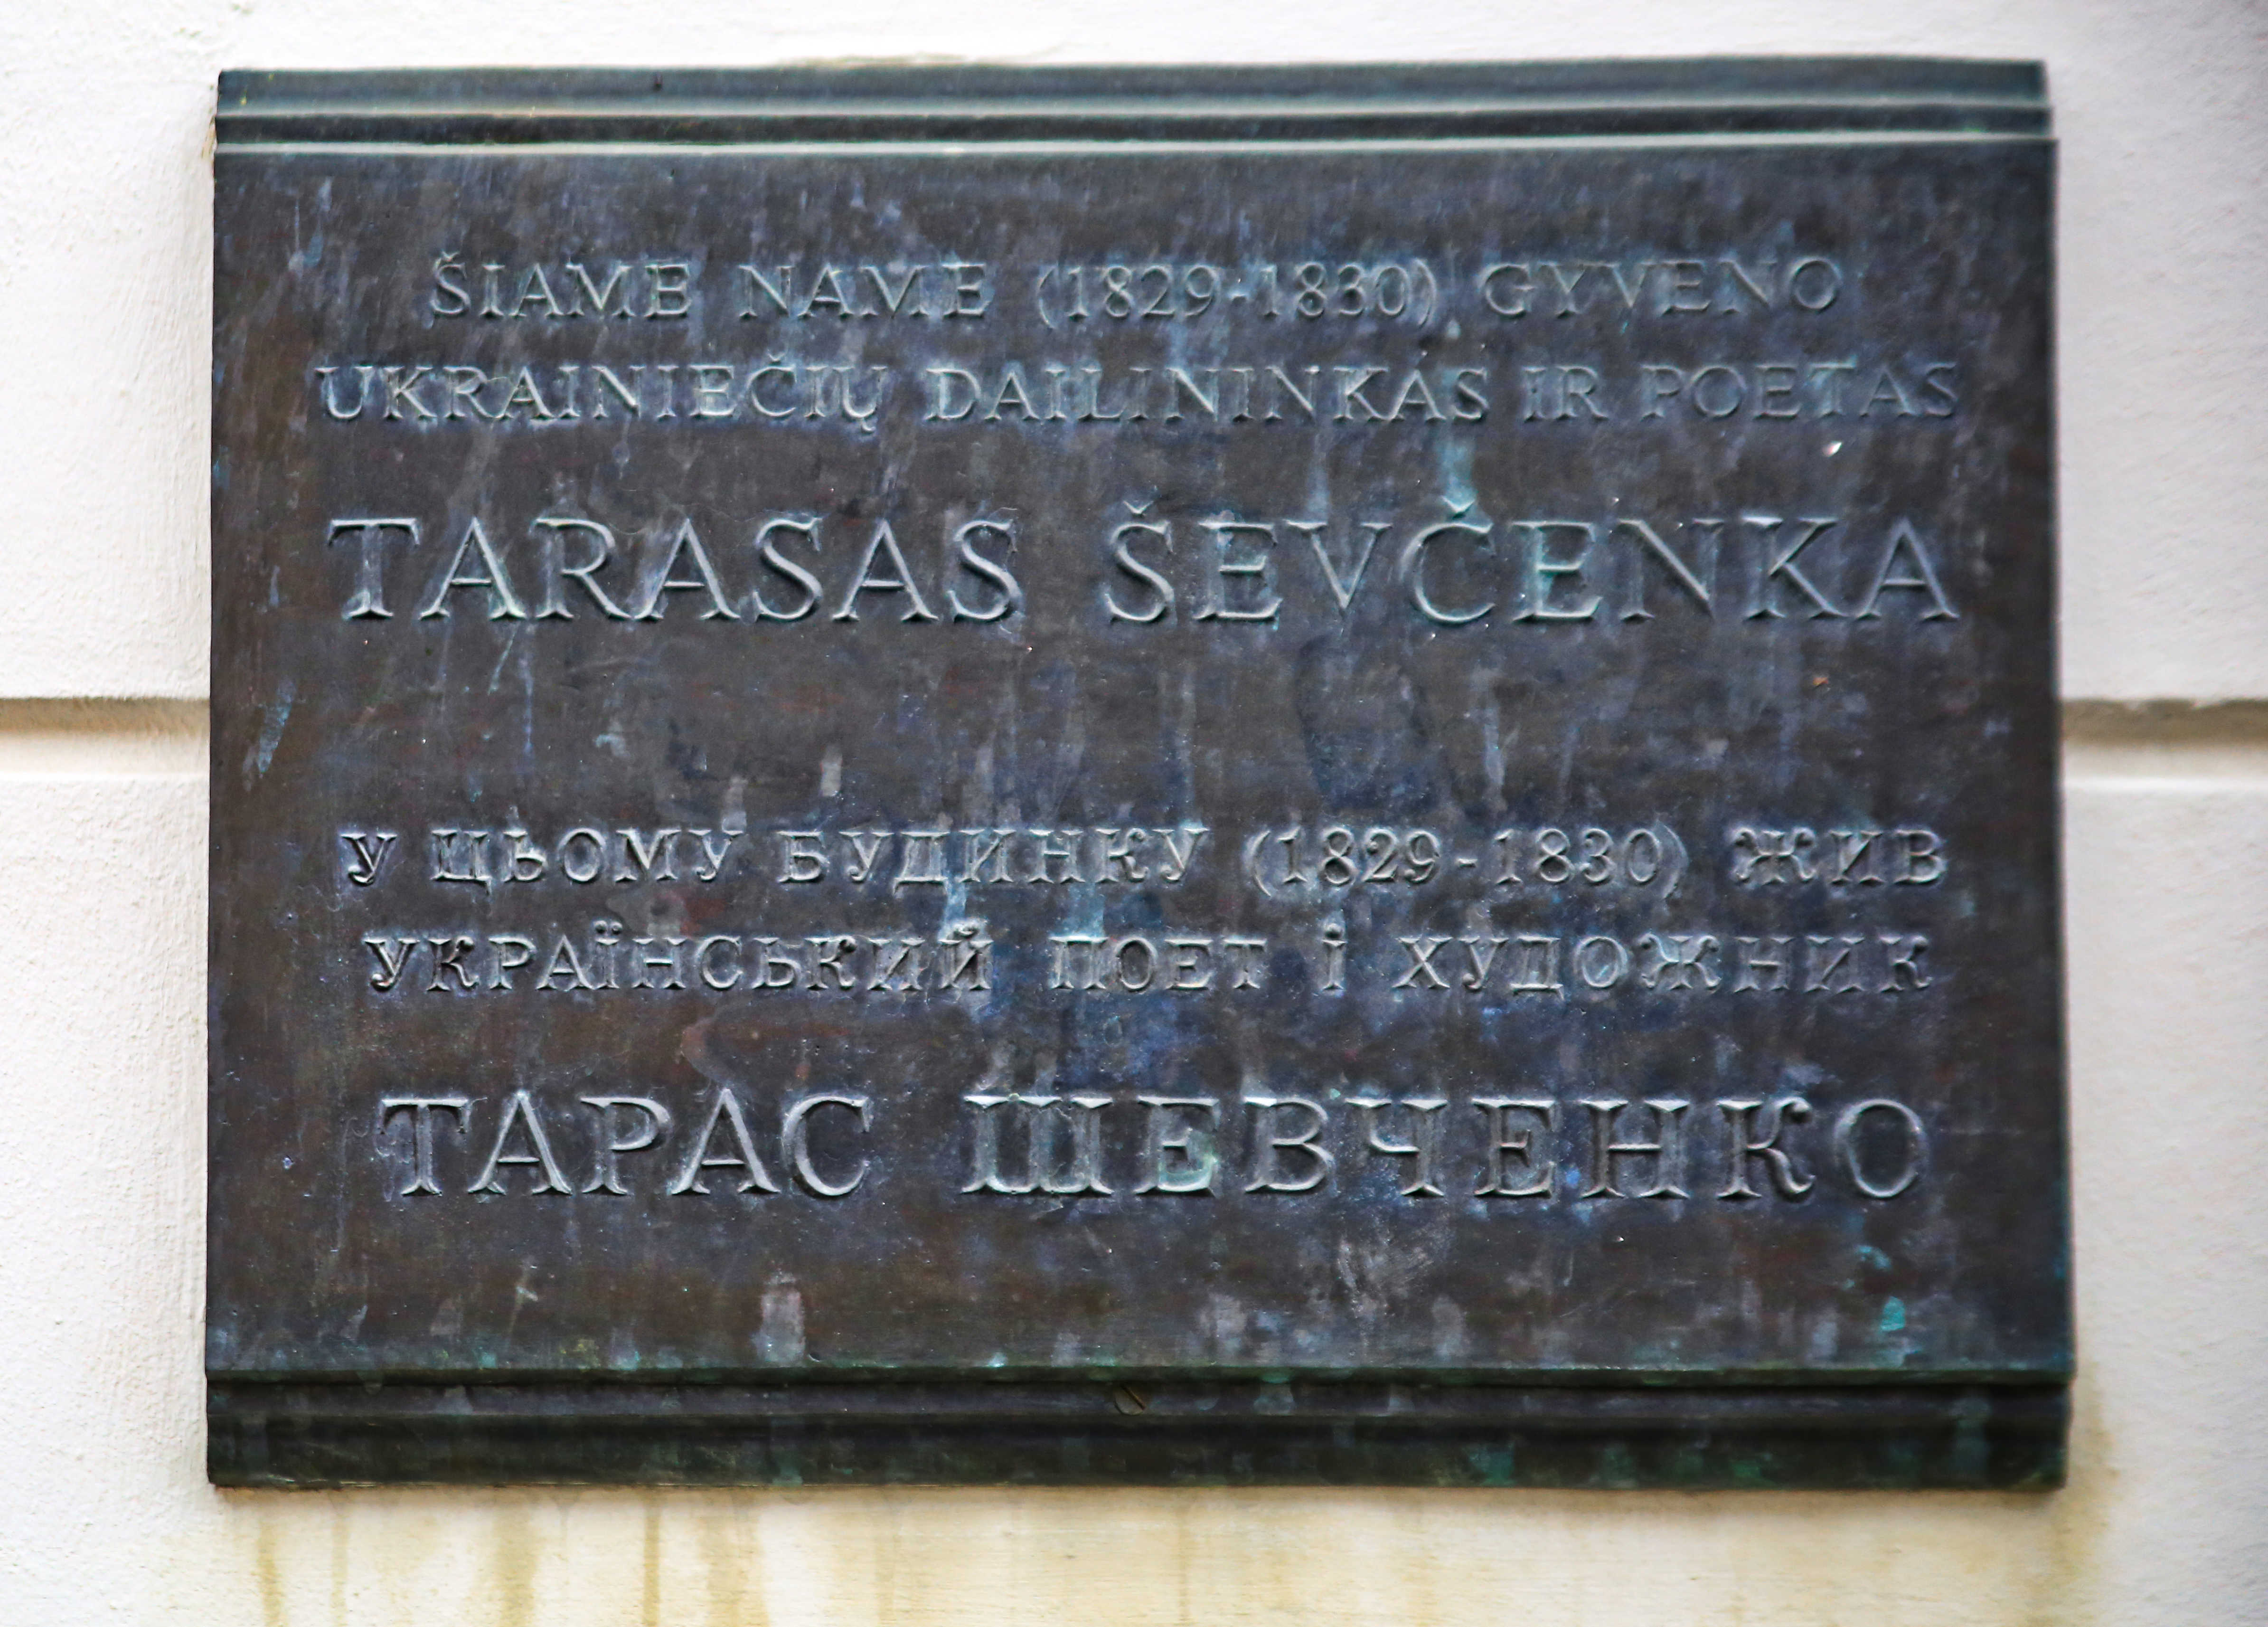 ŠIAME NAME (1829-1830) GYVENO
UKRAINIEČIŲ DAILININKAS IR POETAS
TARASAS ŠEVČENKA
У ЦЬОМУ БУДИНКУ (1829-1830) ЖИВ
УКРАЇНСЬКИЙ ПОЕТ і ХУДОЖНИК
ТАРАС ШЕВЧЕНКО